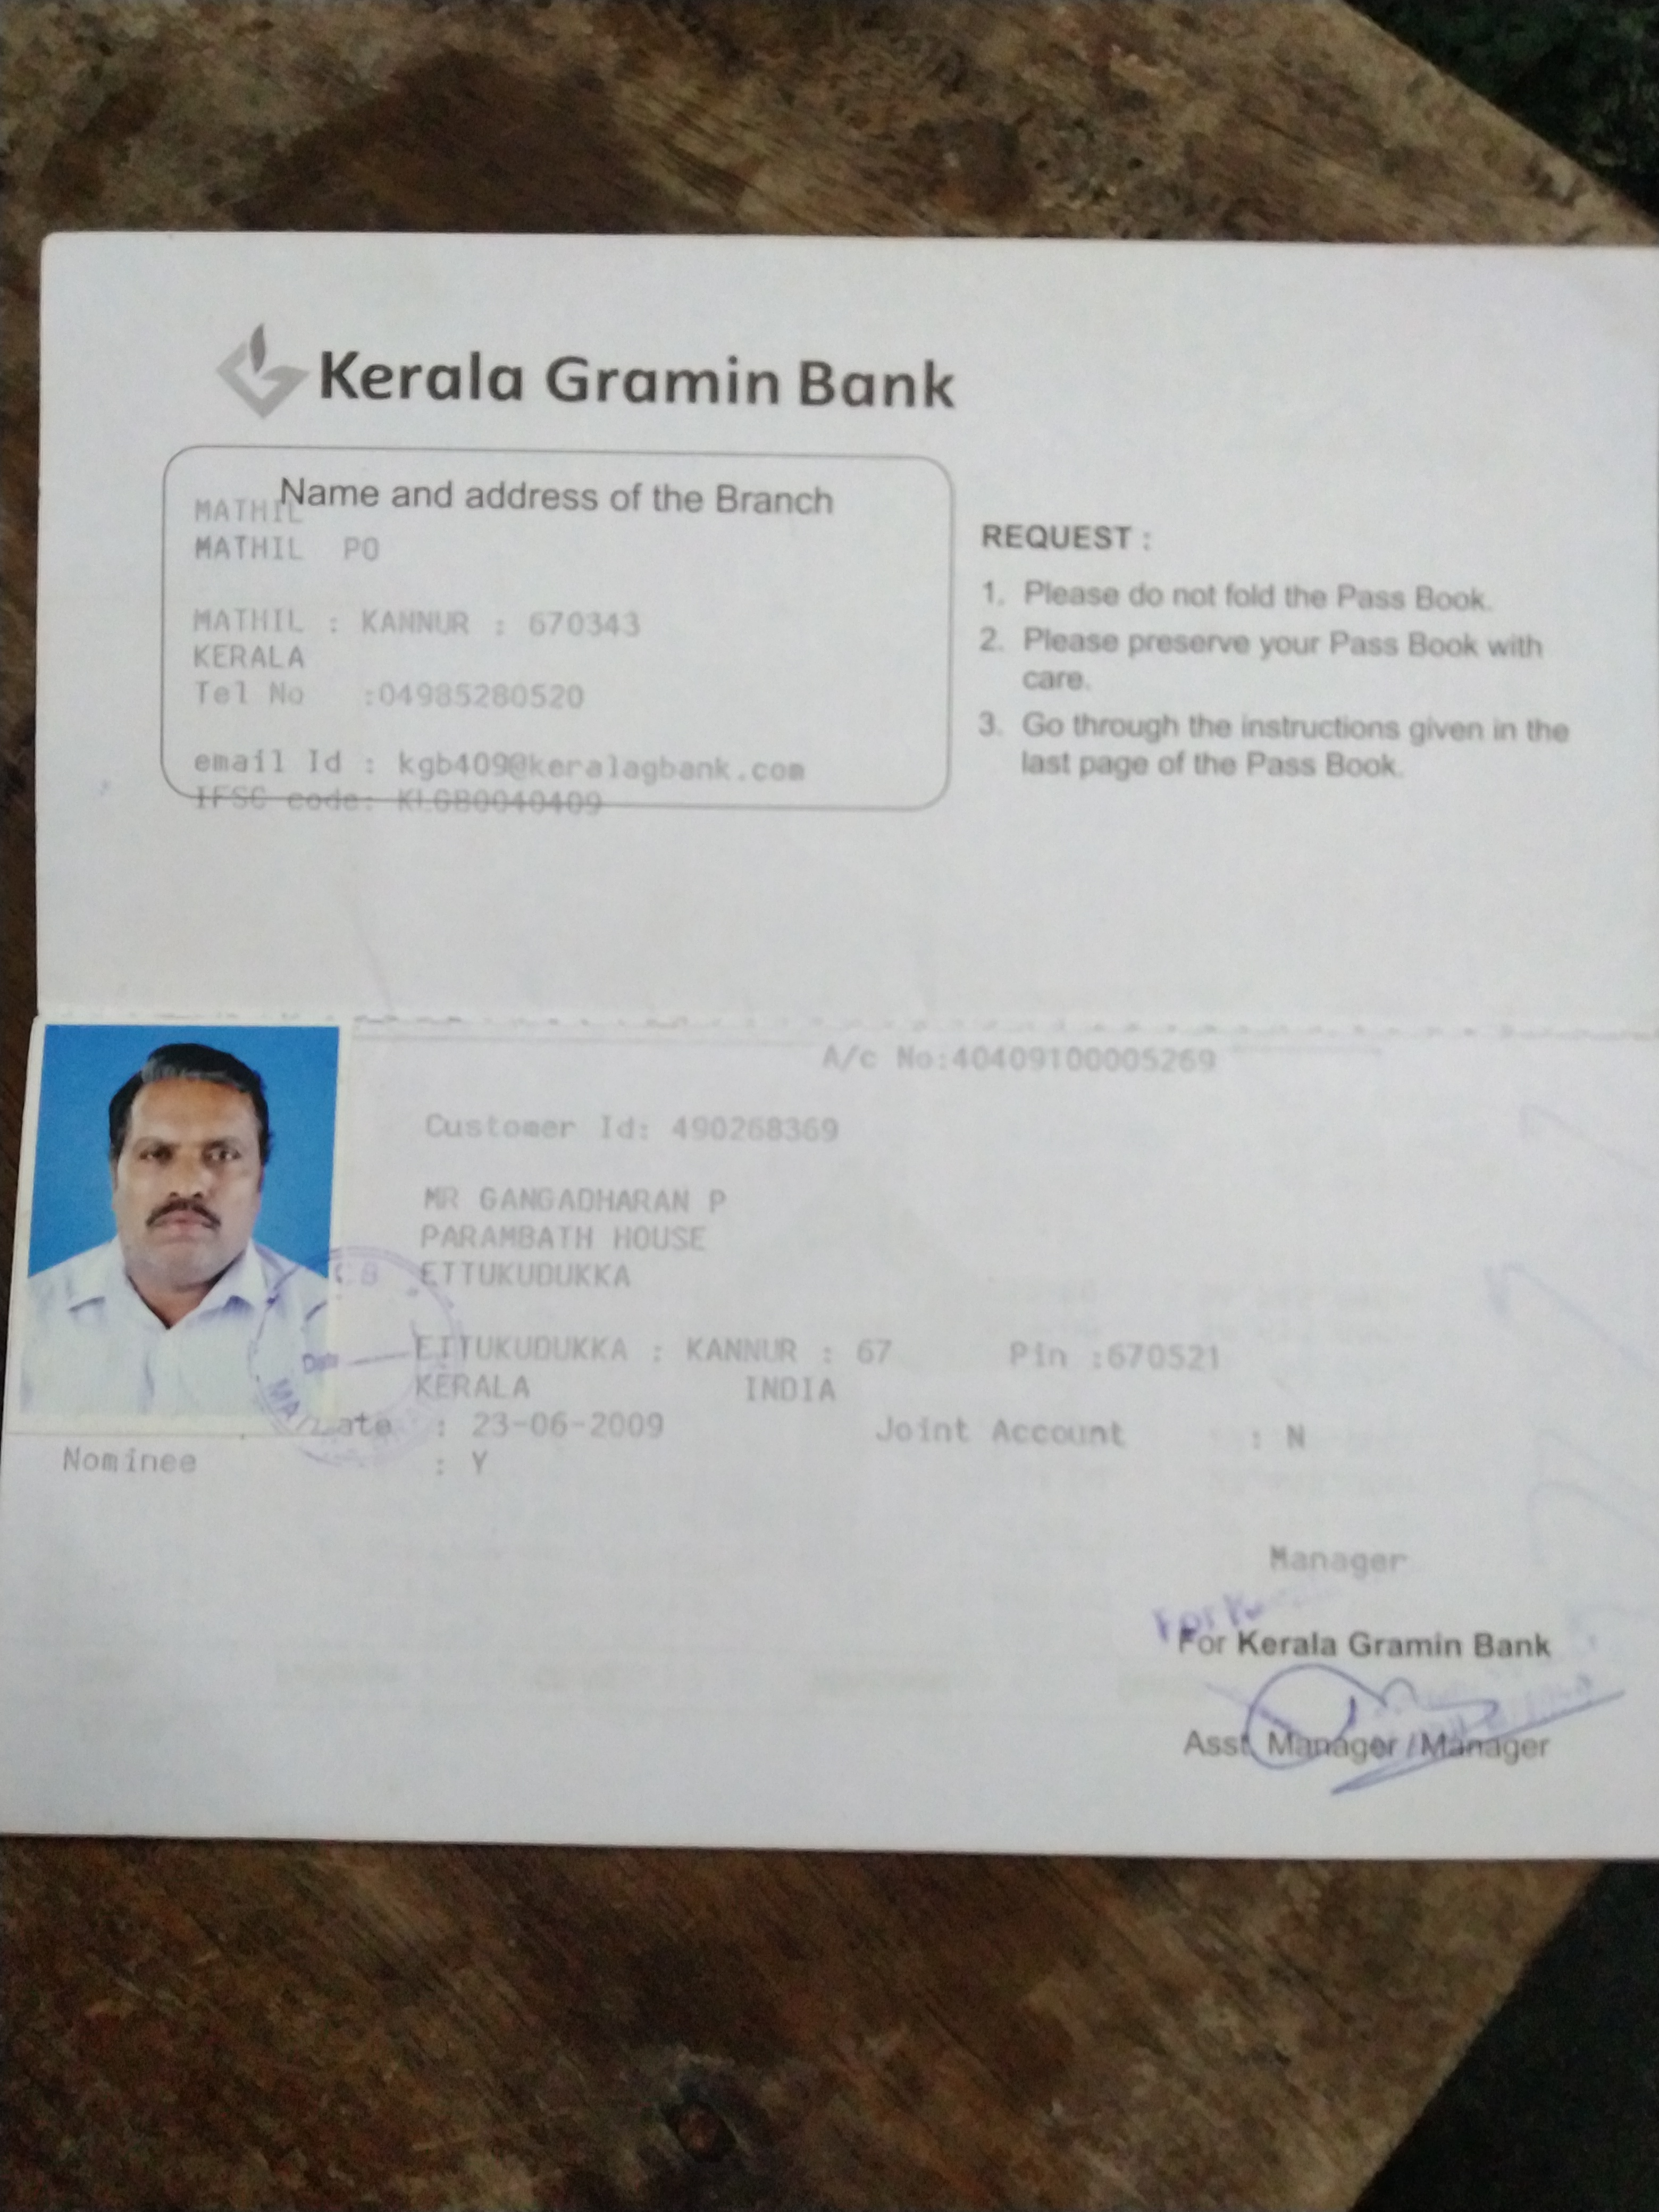 Kerala Gramin Bank
Name and address of the Branch
MATHIL
MATHIL PO
MATHIL : KANNUR : 670343
KERALA
Tel No :04985280520
email Id : kgb409@keralagbank.com
IFSC code: KLGB0040409
REQUEST :
1. Please do not fold the Pass Book.
2. Please preserve your Pass Book with
care.
3. Go through the instructions given in the
last page of the Pass Book.
A/c No:40409100005269
Customer Id: 490268369
MR GANGADHARAN P
PARAMBATH HOUSE
ETTUKUDUKKA
ETTUKUDUKKA : KANNUR : 67 Pin :670521
KERALA INDIA
Date : 23-06-2009 Joint Account : N
Nominee : Y
Manager
For Kerala Gramin Bank
Asst. Manager / Manager